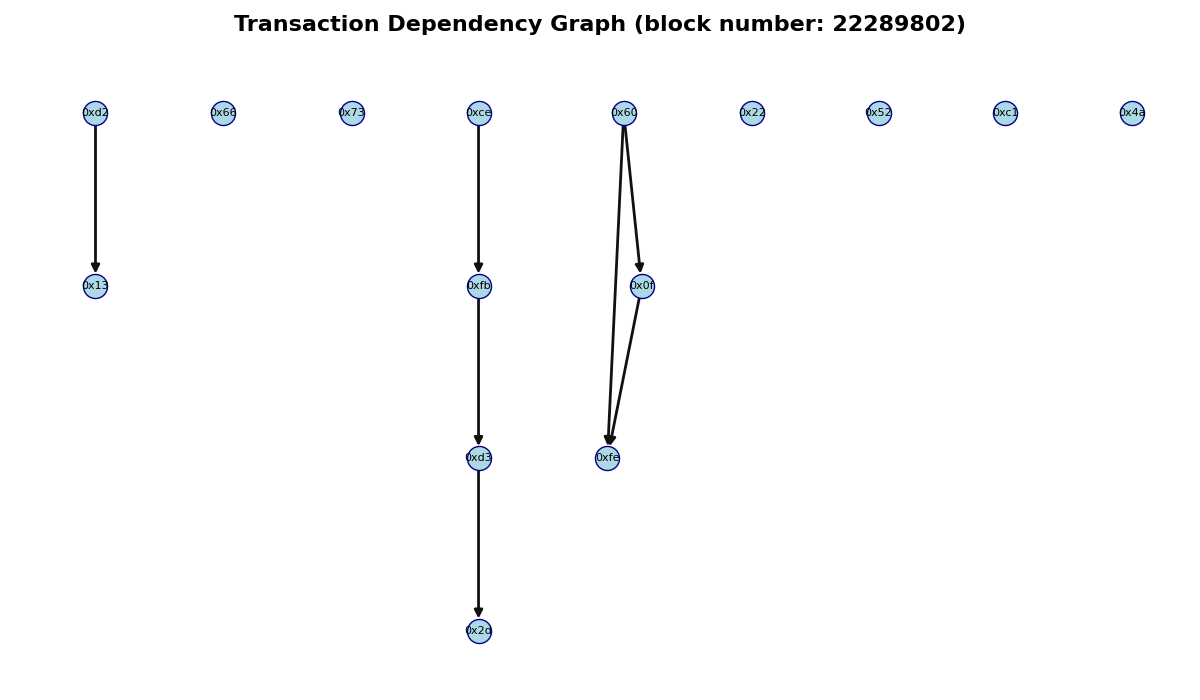 Transaction Dependency Graph (block number: 22289802)
0xd2 0x66 0x73 0xce 0x60 0x22 0x52 0xc1 0x4a
0x13 0xfb 0x0f
0xd3 0xfe